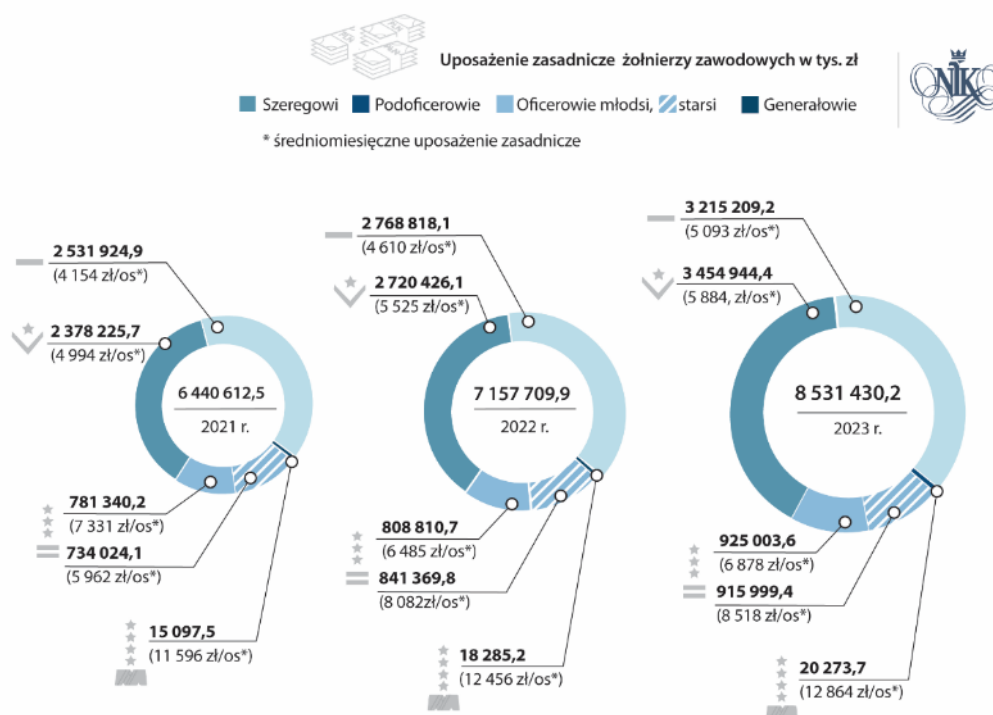 Uposażenie zasadnicze żołnierzy zawodowych w tys. zł
NIK
Szeregowi Podoficerowie Oficerowie młodsi, starsi Generałowie
* średniomiesięczne uposażenie zasadnicze
2 531 924,9
(4 154 zł/os*)
2 378 225,7
(4 994 zł/os*)
6 440 612,5
2021 r.
781 340,2
(7 331 zł/os*)
734 024,1
(5 962 zł/os*)
15 097,5
(11 596 zł/os*)
2 768 818,1
(4 610 zł/os*)
2 720 426,1
(5 525 zł/os*)
7 157 709,9
2022 r.
808 810,7
(6 485 zł/os*)
841 369,8
(8 082zł/os*)
18 285,2
(12 456 zł/os*)
3 215 209,2
(5 093 zł/os*)
3 454 944,4
(5 884, zł/os*)
8 531 430,2
2023 r.
925 003,6
(6 878 zł/os*)
915 999,4
(8 518 zł/os*)
20 273,7
(12 864 zł/os*)